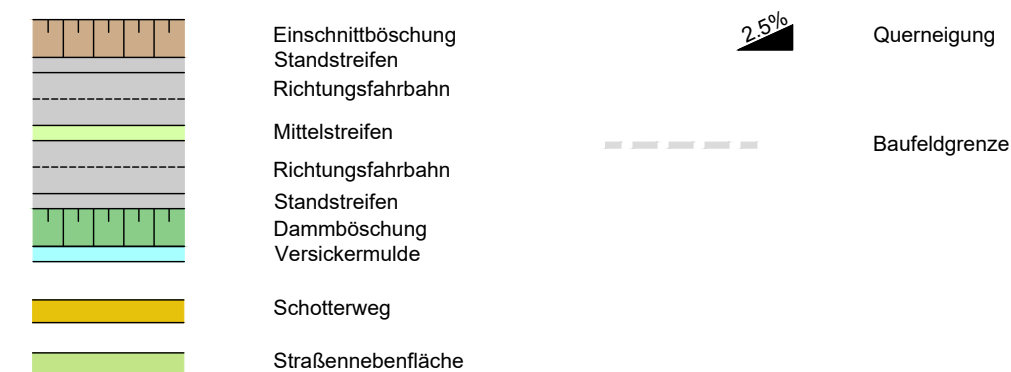 Einschnittböschung
Standstreifen
Richtungsfahrbahn
Mittelstreifen
Richtungsfahrbahn
Standstreifen
Dammböschung
Versickermulde
Schotterweg
Straßennebenfläche
2.5%
Querneigung
Baufeldgrenze